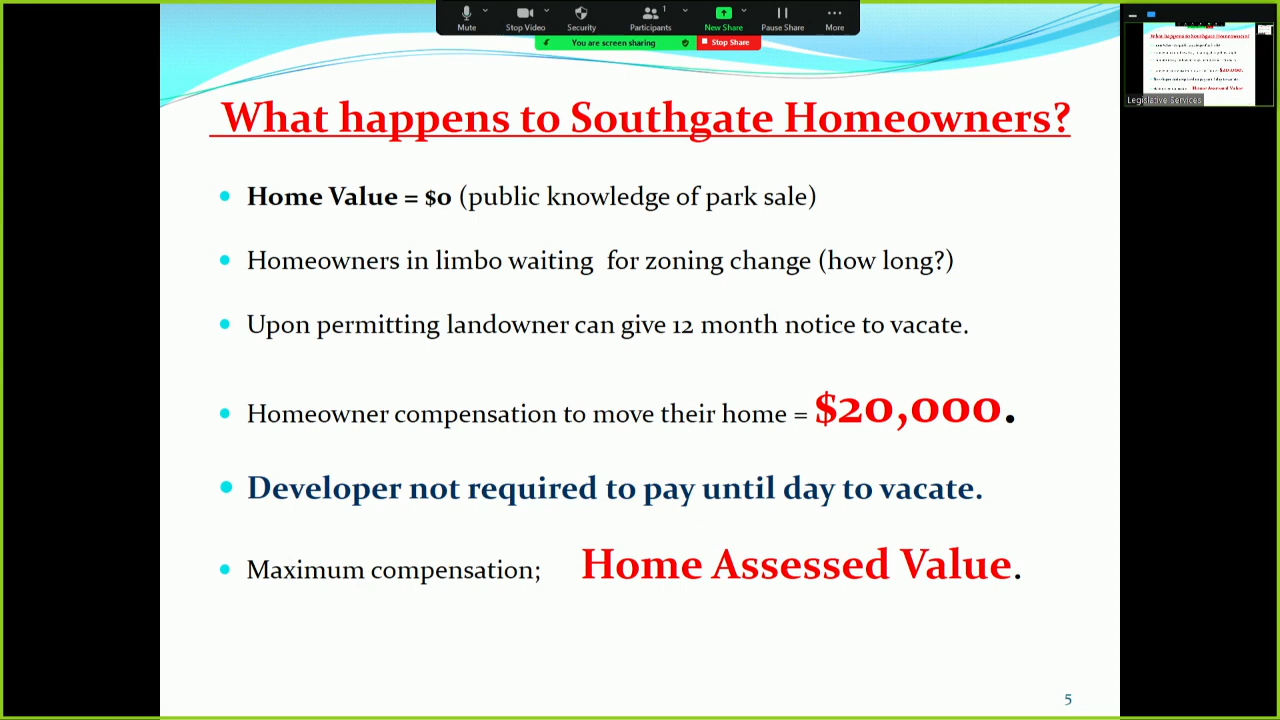 Mute
Stop Video
Security
1
Participants
New Share
Pause Share
More
You are screen sharing
Stop Share
Legislative Services
What happens to Southgate Homeowners?
Home Value = $0 (public knowledge of park sale)
Homeowners in limbo waiting for zoning change (how long?)
Upon permitting landowner can give 12 month notice to vacate.
Homeowner compensation to move their home = $20,000.
Developer not required to pay until day to vacate.
Maximum compensation; Home Assessed Value.
5